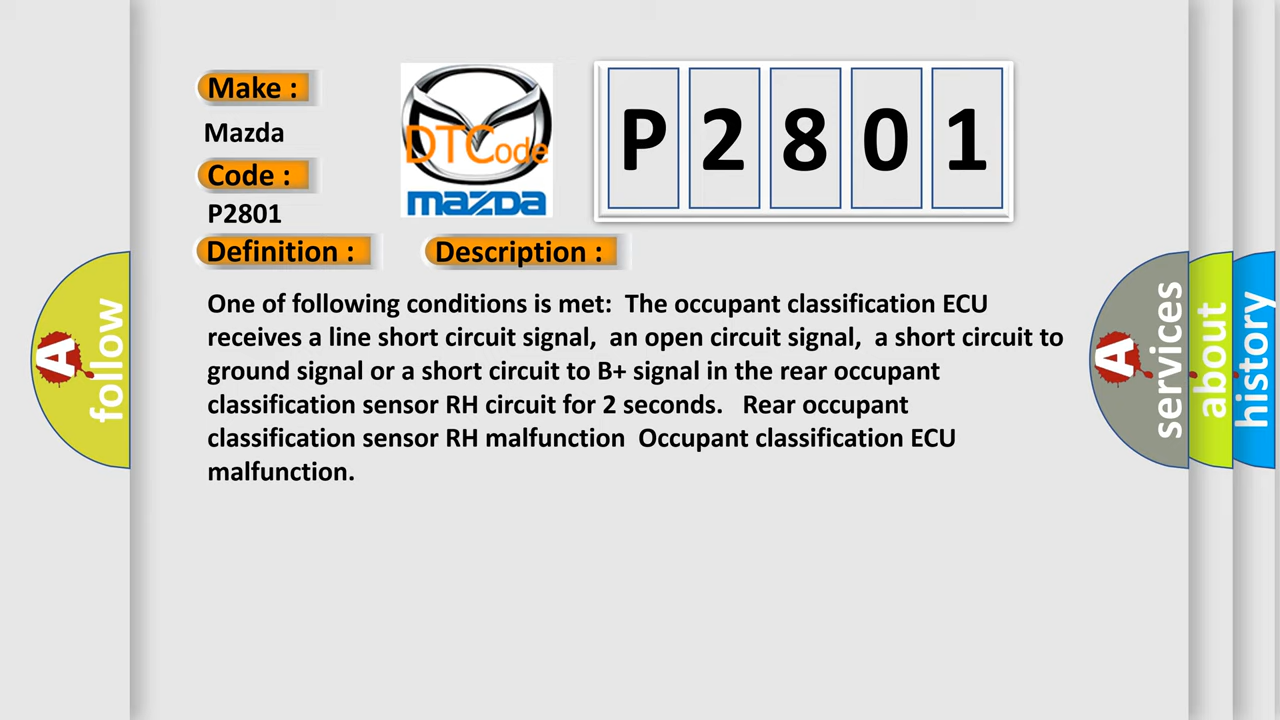 Make :
Mazda
Code :
P2801
Definition :
Description :
DTCode
mazda
P 2 8 0 1
One of following conditions is met:  The occupant classification ECU
receives a line short circuit signal,  an open circuit signal,  a short circuit to
ground signal or a short circuit to B+ signal in the rear occupant
classification sensor RH circuit for 2 seconds.   Rear occupant
classification sensor RH malfunction  Occupant classification ECU
malfunction.
A
follow
A
services
about
history